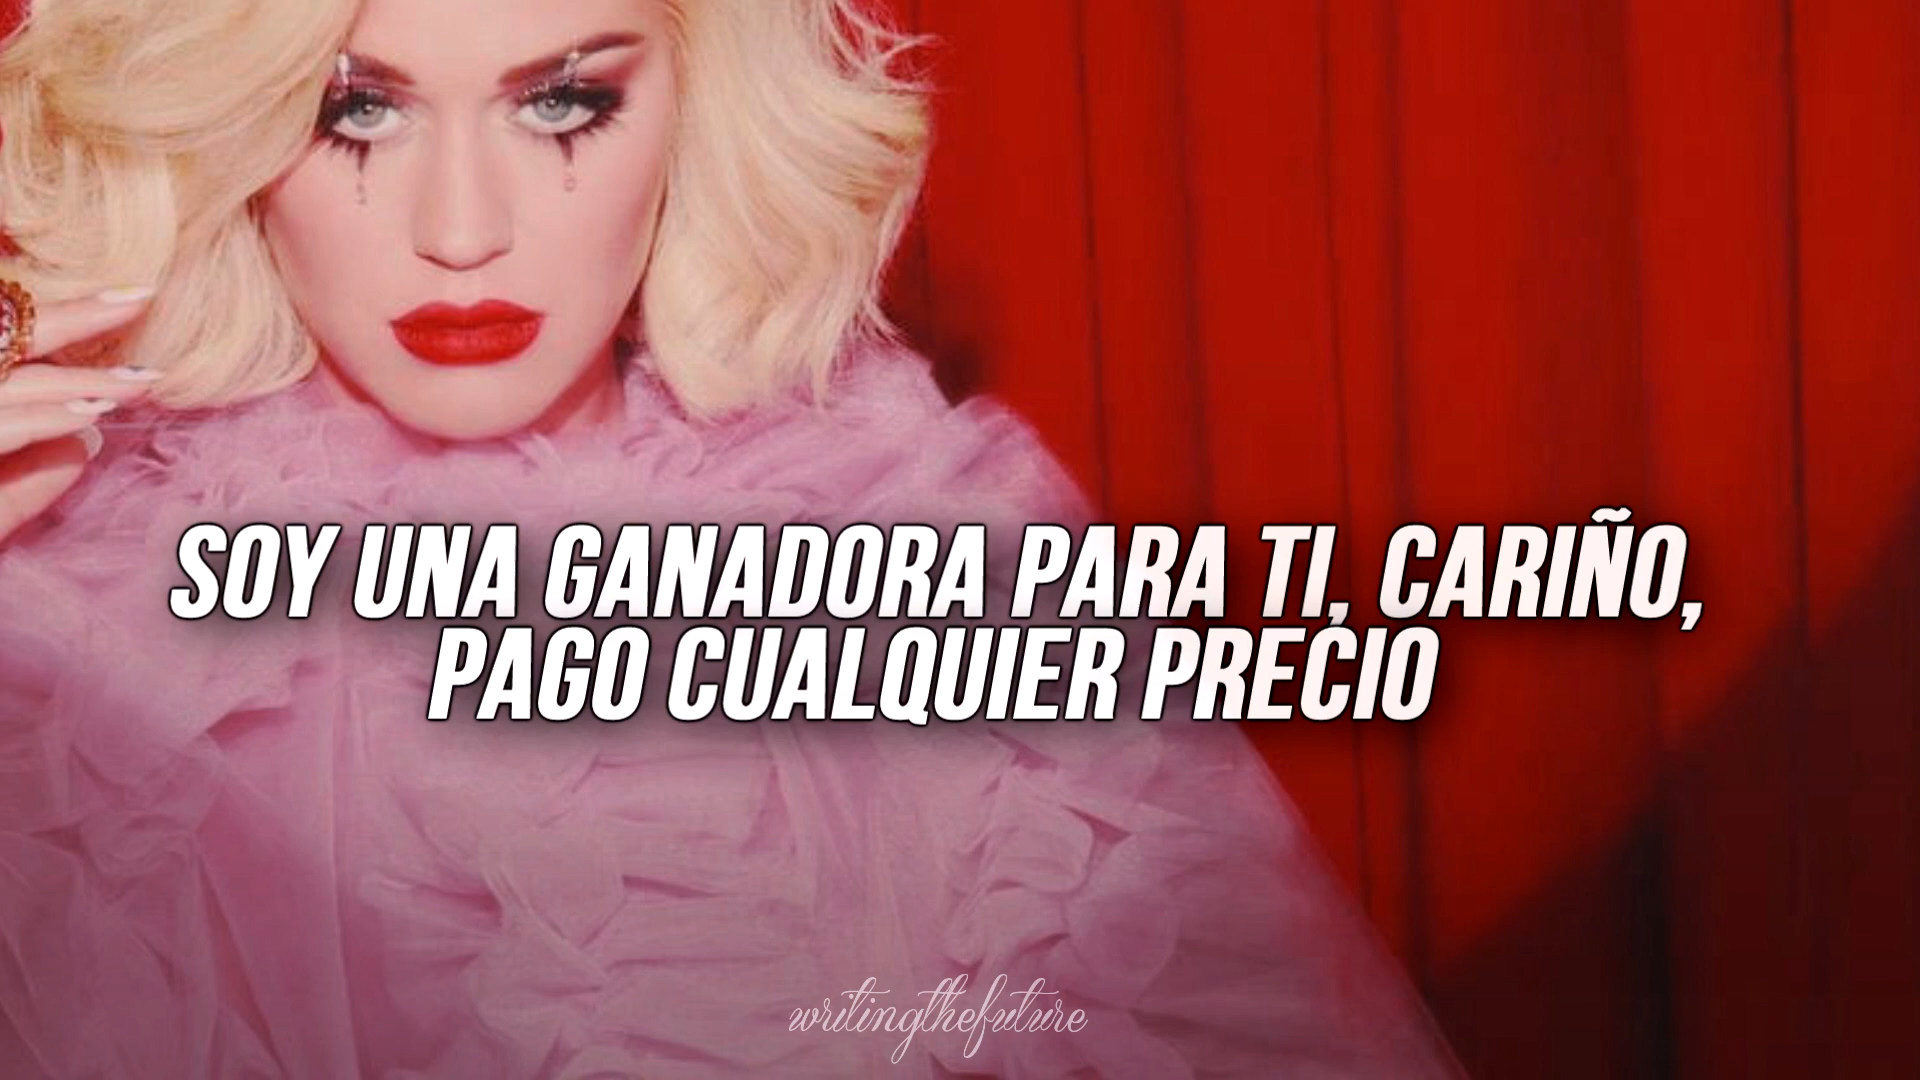 SOY UNA GANADORA PARA TI, CARIÑO,
PAGO CUALQUIER PRECIO
writingthefuture